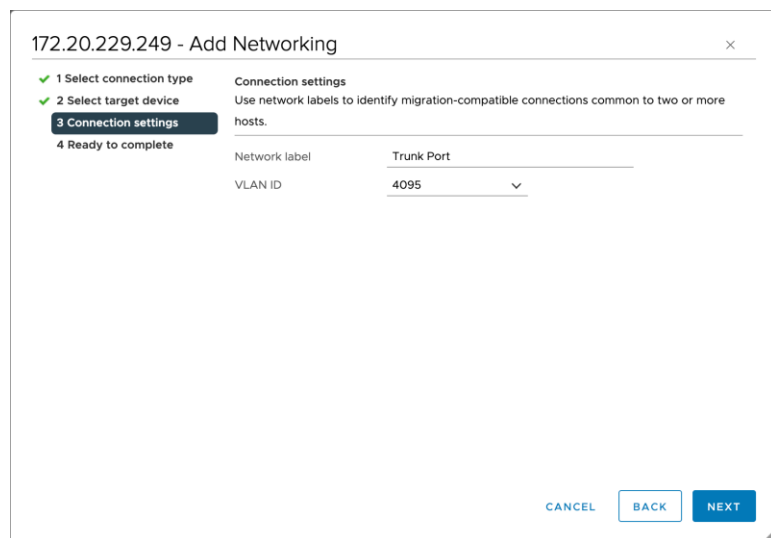 172.20.229.249 - Add Networking
1 Select connection type
2 Select target device
3 Connection settings
4 Ready to complete
Connection settings
Use network labels to identify migration-compatible connections common to two or more
hosts.
Network label Trunk Port
VLAN ID 4095
CANCEL BACK NEXT